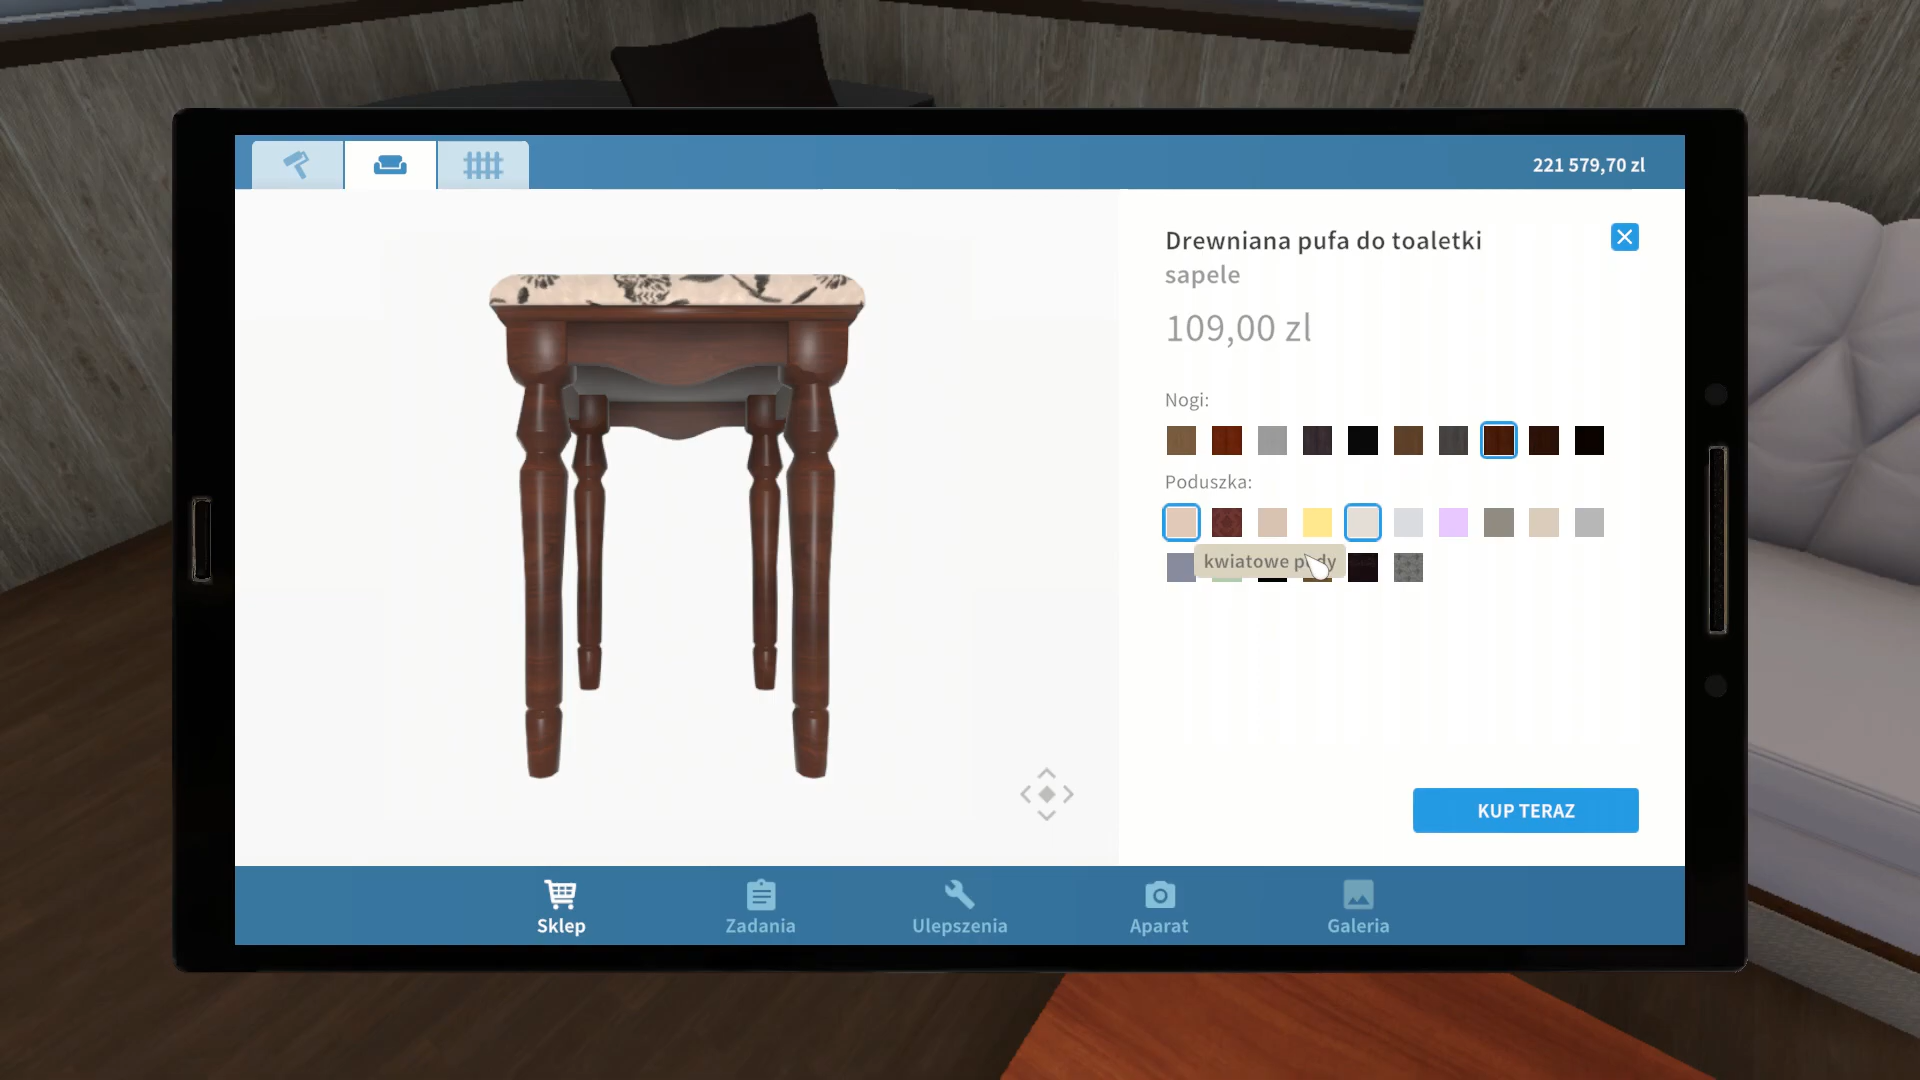 221 579,70 zl
Drewniana pufa do toaletki
sapele
109,00 zl
Nogi:
Poduszka:
kwiatowe
KUP TERAZ
Sklep
Zadania
Ulepszenia
Aparat
Galeria